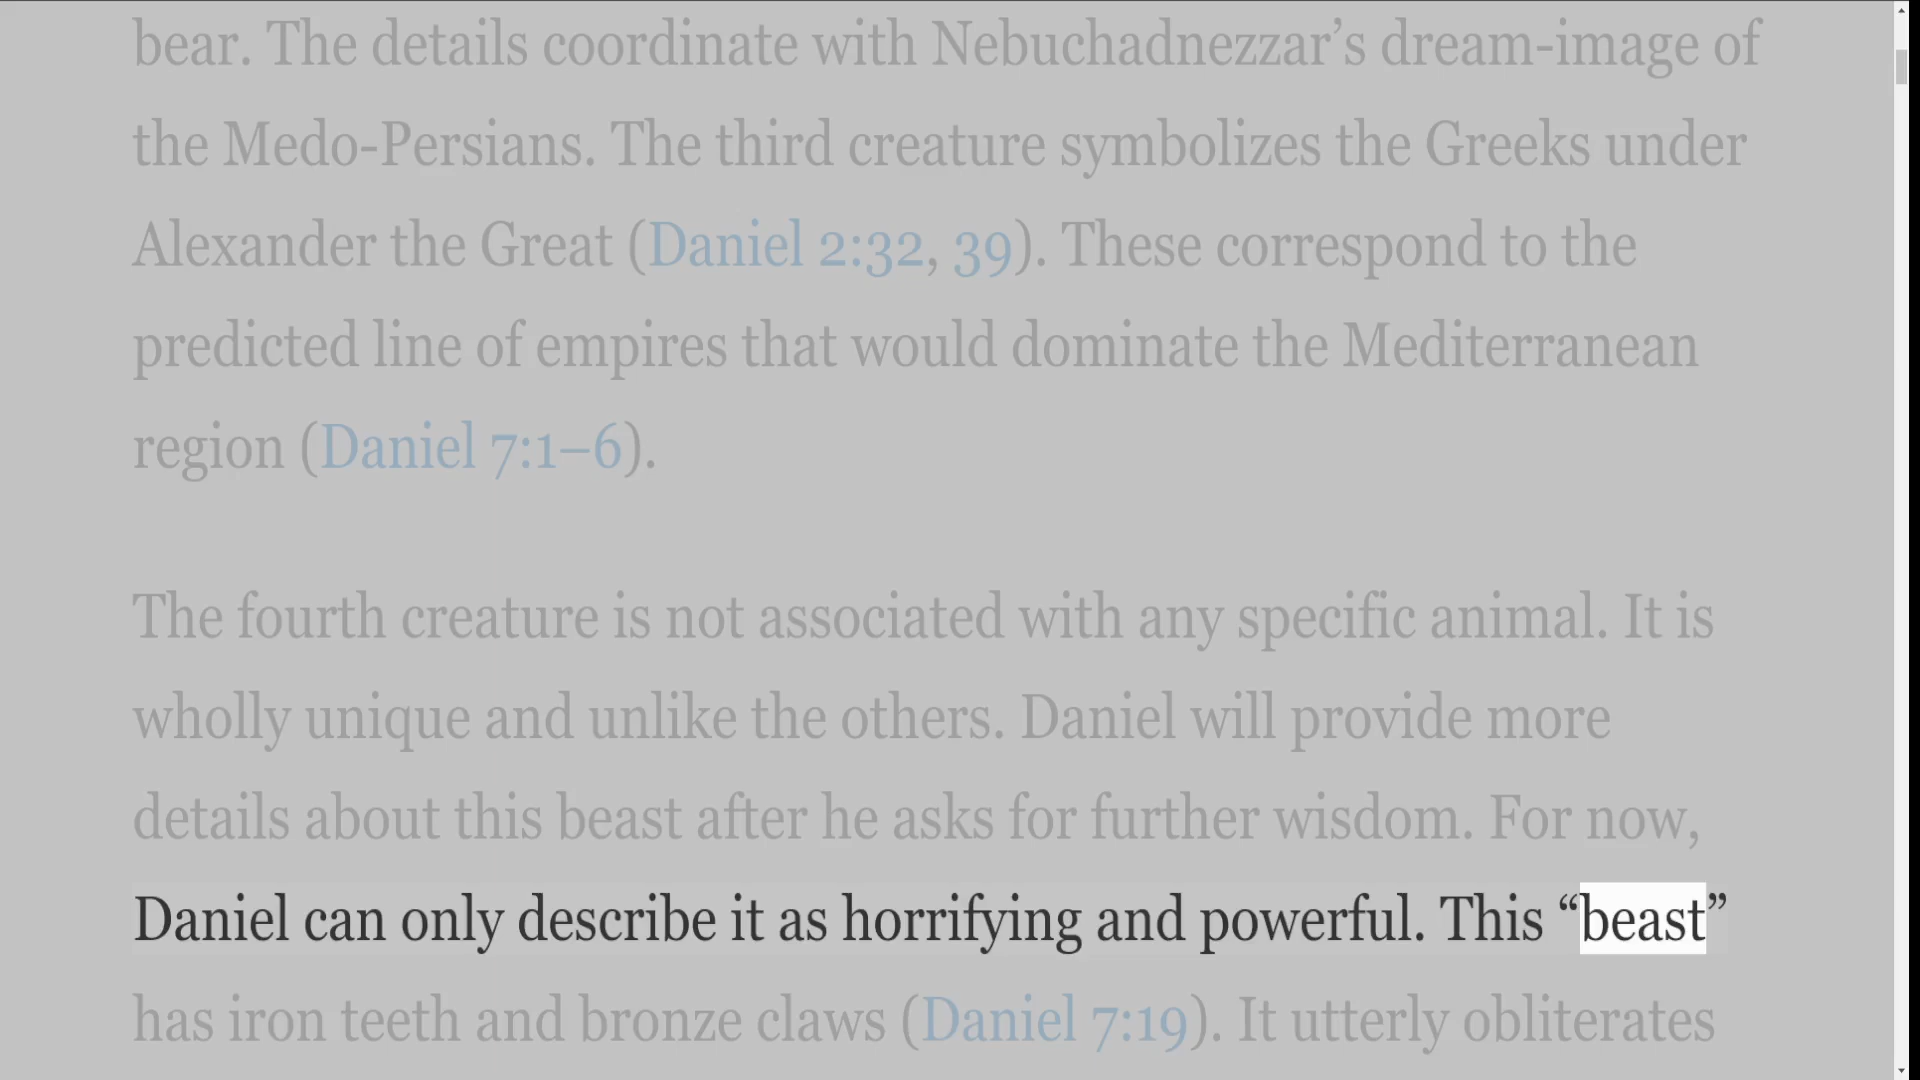 bear. The details coordinate with Nebuchadnezzar’s dream-image of
the Medo-Persians. The third creature symbolizes the Greeks under
Alexander the Great (Daniel 2:32, 39). These correspond to the
predicted line of empires that would dominate the Mediterranean
region (Daniel 7:1–6).
The fourth creature is not associated with any specific animal. It is
wholly unique and unlike the others. Daniel will provide more
details about this beast after he asks for further wisdom. For now,
Daniel can only describe it as horrifying and powerful. This “beast”
has iron teeth and bronze claws (Daniel 7:19). It utterly obliterates